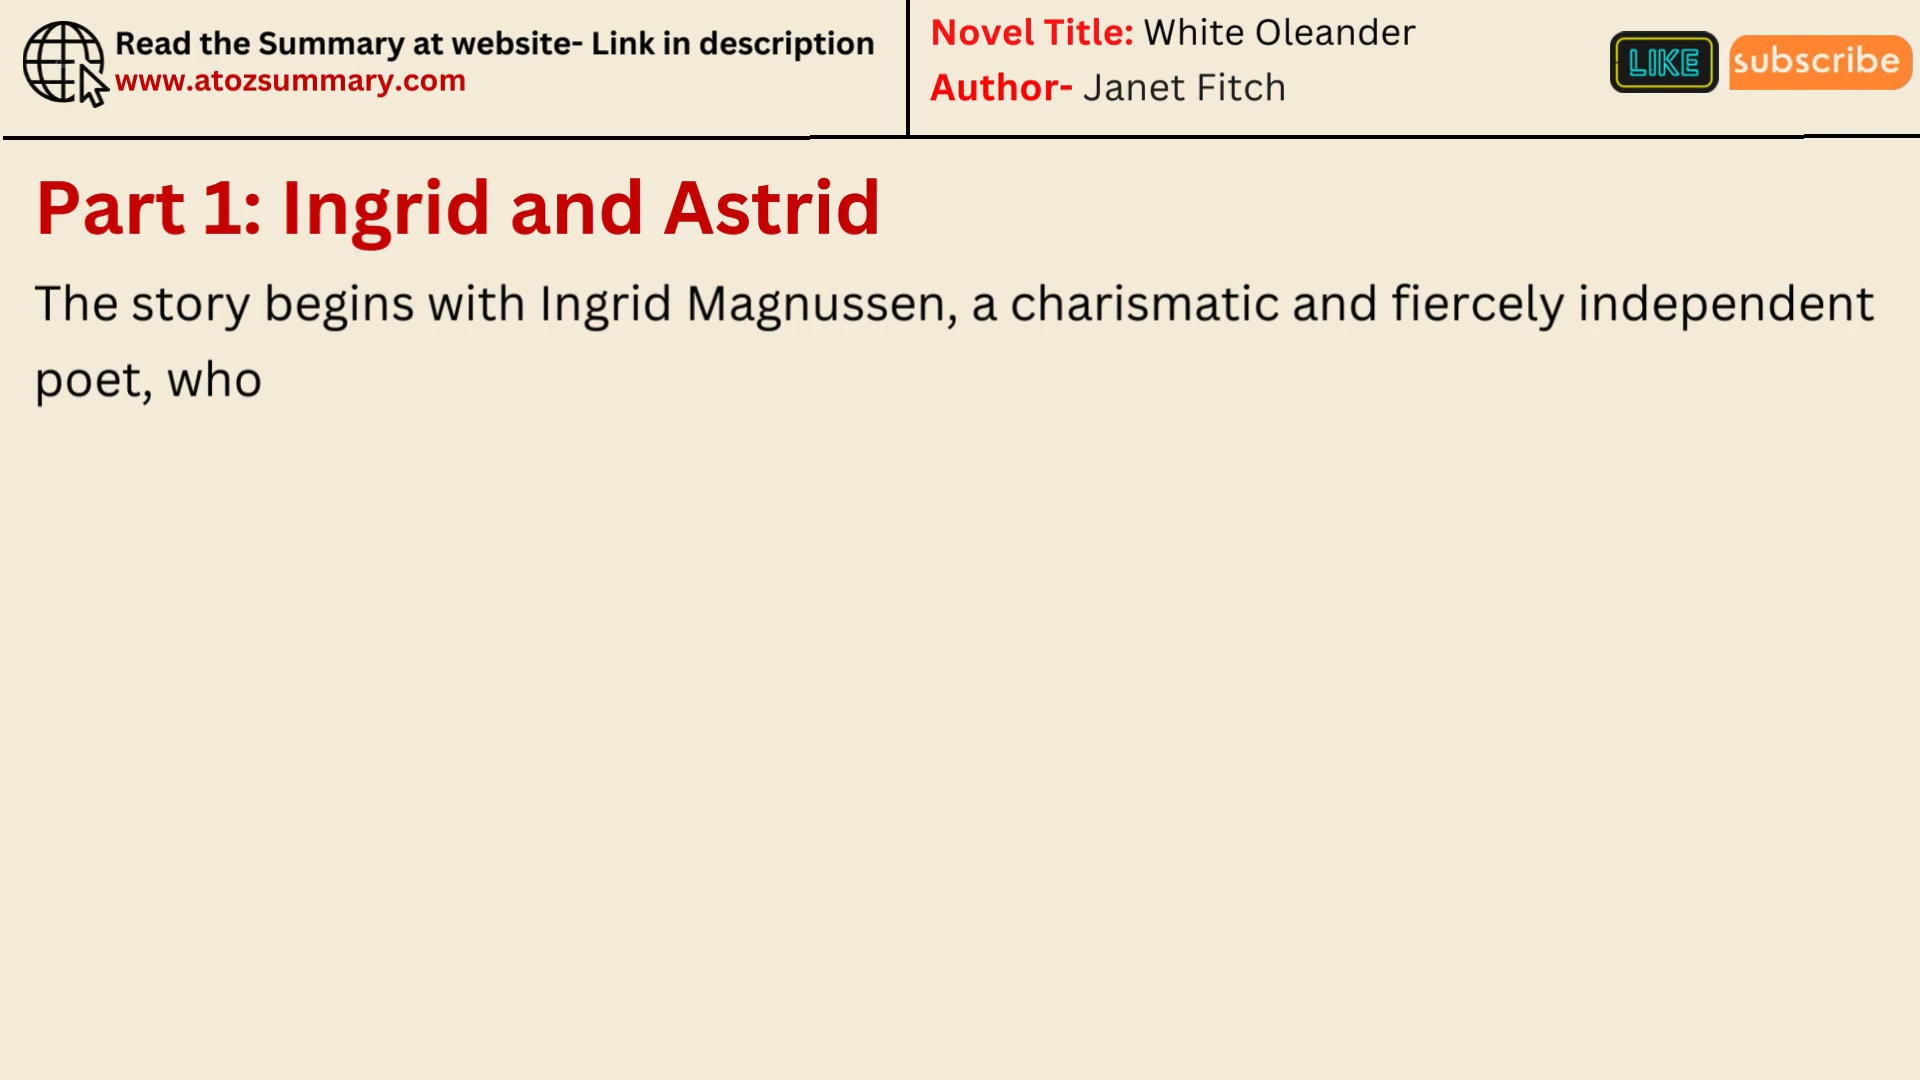 Read the Summary at website- Link in description
www.atozsummary.com
Novel Title: White Oleander
Author- Janet Fitch
LIKE
subscribe
Part 1: Ingrid and Astrid
The story begins with Ingrid Magnussen, a charismatic and fiercely independent
poet, who